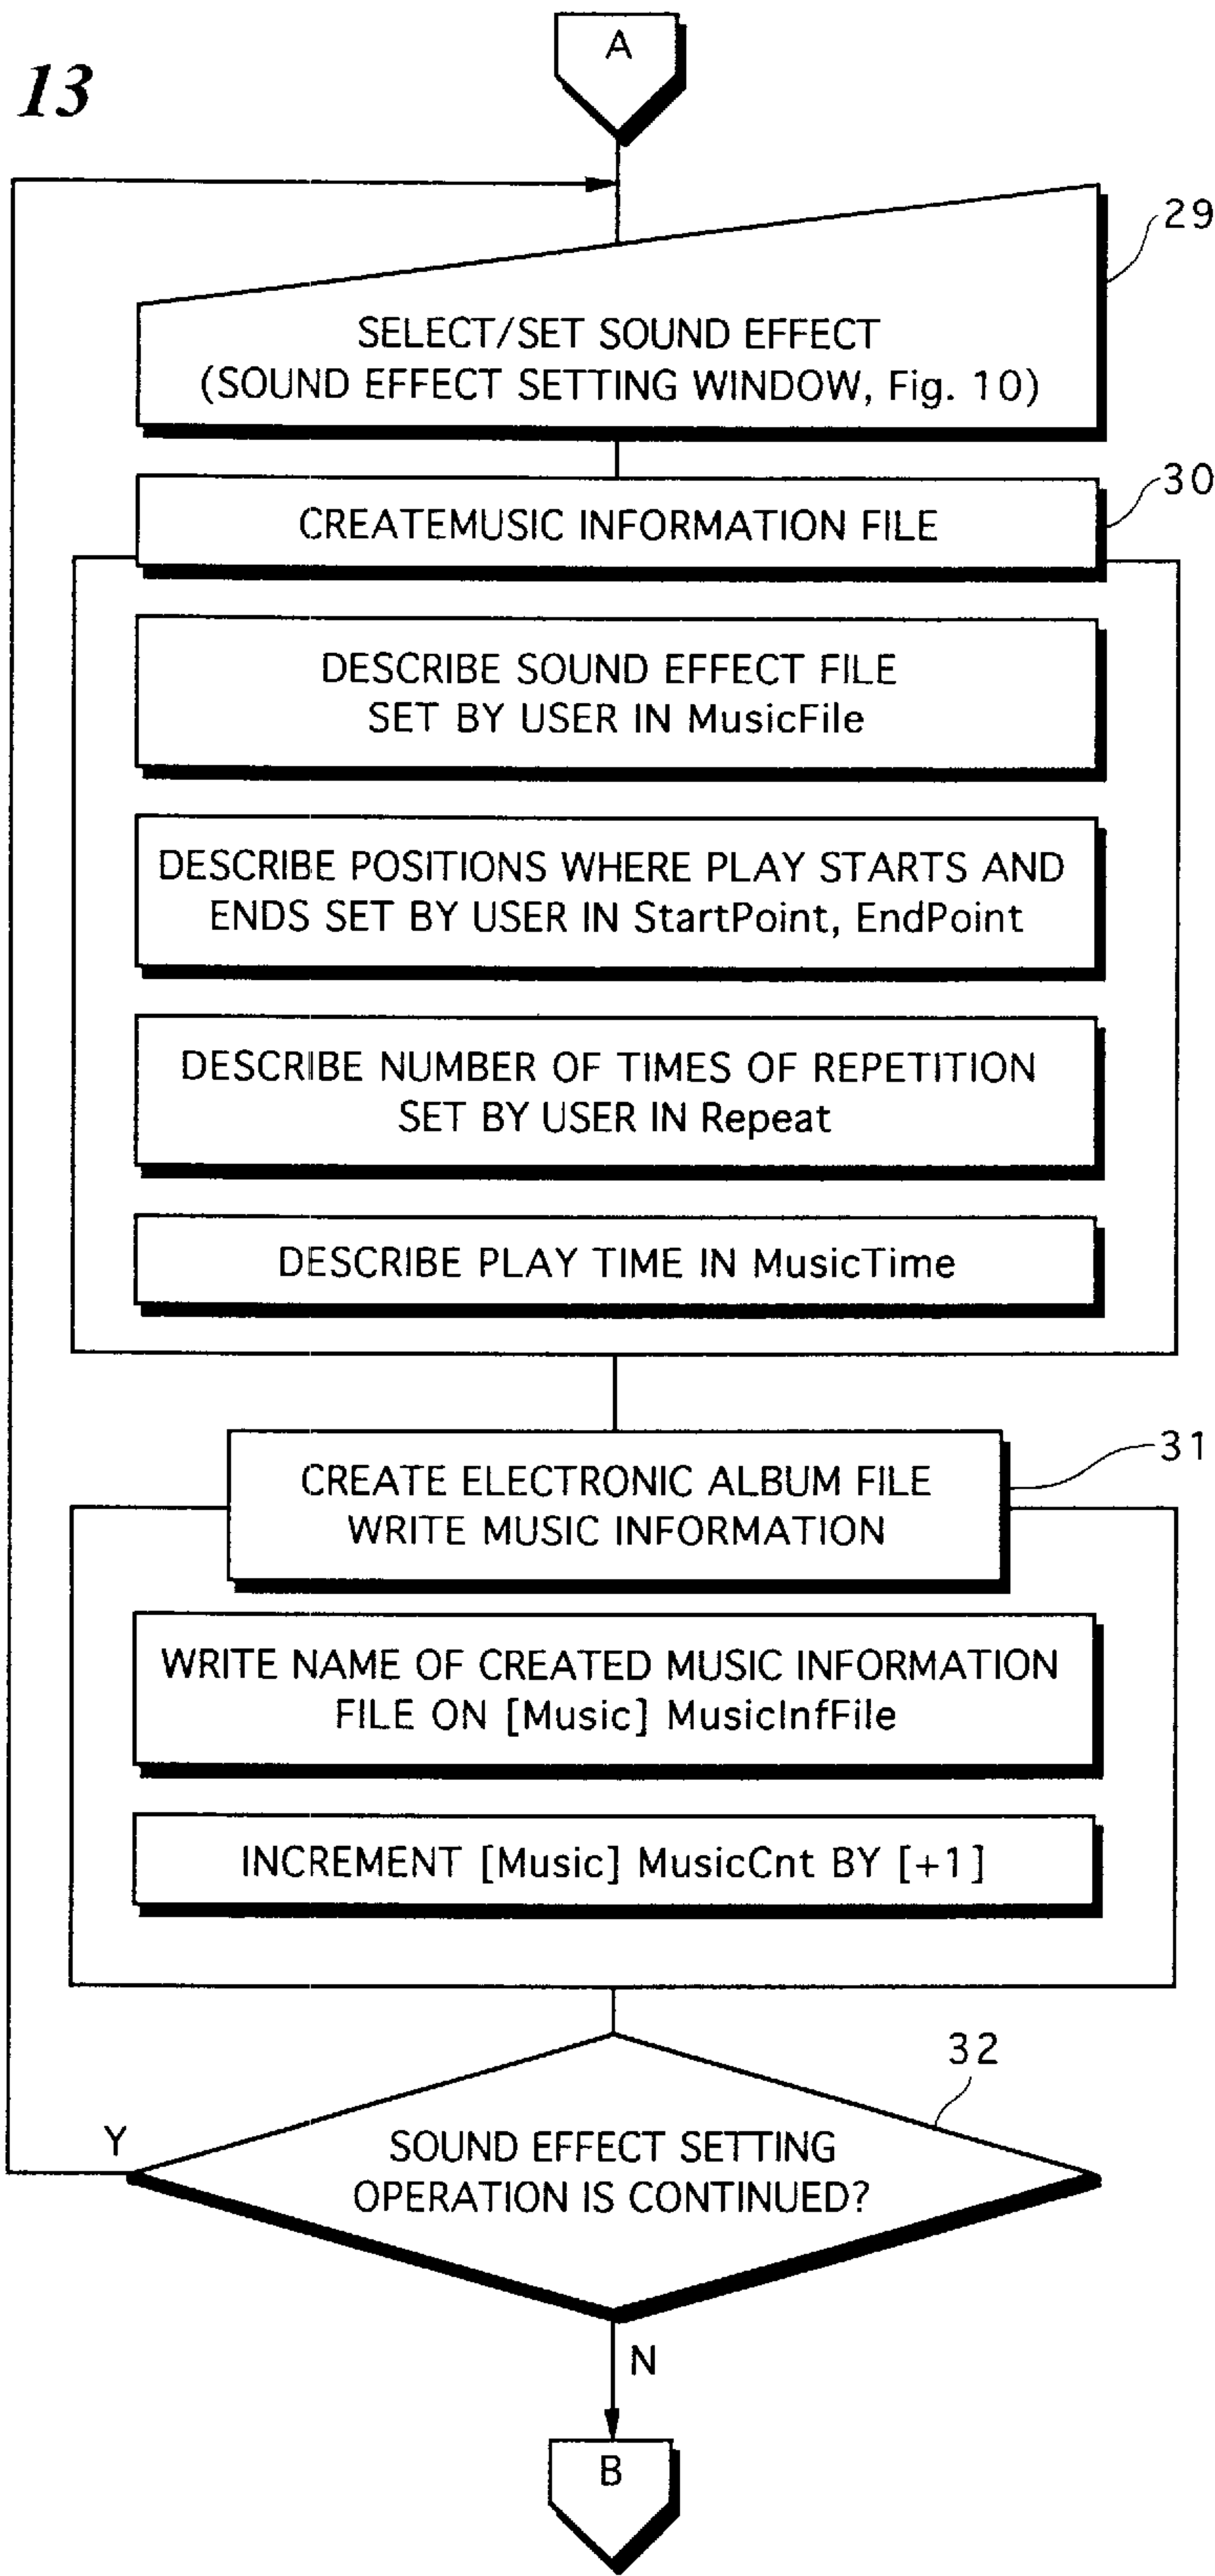 A
13
29
SELECT/SET SOUND EFFECT
(SOUND EFFECT SETTING WINDOW, Fig. 10)
30
CREATEMUSIC INFORMATION FILE
DESCRIBE SOUND EFFECT FILE
SET BY USER IN MusicFile
DESCRIBE POSITIONS WHERE PLAY STARTS AND
ENDS SET BY USER IN StartPoint, EndPoint
DESCRIBE NUMBER OF TIMES OF REPETITION
SET BY USER IN Repeat
DESCRIBE PLAY TIME IN MusicTime
31
CREATE ELECTRONIC ALBUM FILE
WRITE MUSIC INFORMATION
WRITE NAME OF CREATED MUSIC INFORMATION
FILE ON [Music] MusicInfFile
INCREMENT [Music] MusicCnt BY [+1]
32
Y
SOUND EFFECT SETTING
OPERATION IS CONTINUED?
N
B